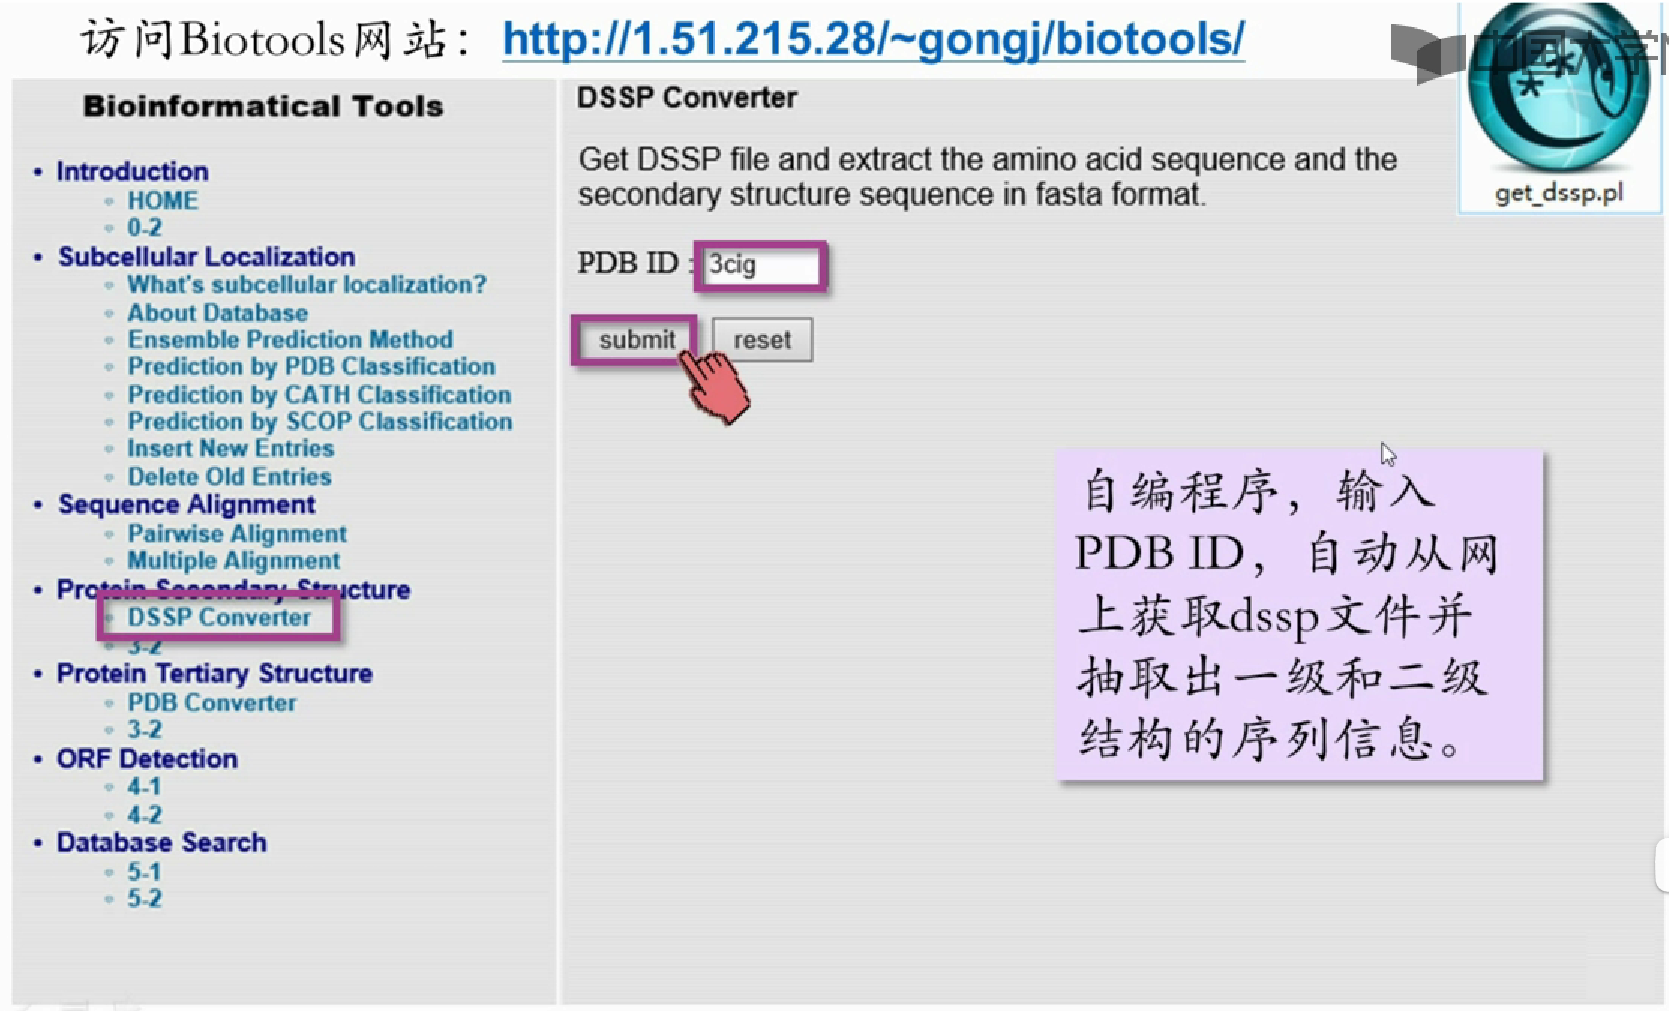 访问Biotools网站：http://1.51.215.28/~gongj/biotools/
中国大学
Bioinformatical Tools
Introduction
HOME
0-2
Subcellular Localization
What's subcellular localization?
About Database
Ensemble Prediction Method
Prediction by PDB Classification
Prediction by CATH Classification
Prediction by SCOP Classification
Insert New Entries
Delete Old Entries
Sequence Alignment
Pairwise Alignment
Multiple Alignment
Protein Secondary Structure
DSSP Converter
3-2
Protein Tertiary Structure
PDB Converter
3-2
ORF Detection
4-1
4-2
Database Search
5-1
5-2
DSSP Converter
Get DSSP file and extract the amino acid sequence and the
secondary structure sequence in fasta format.
PDB ID : 3cig
submit reset
get_dssp.pl
自编程序，输入
PDB ID，自动从网
上获取dssp文件并
抽取出一级和二级
结构的序列信息。